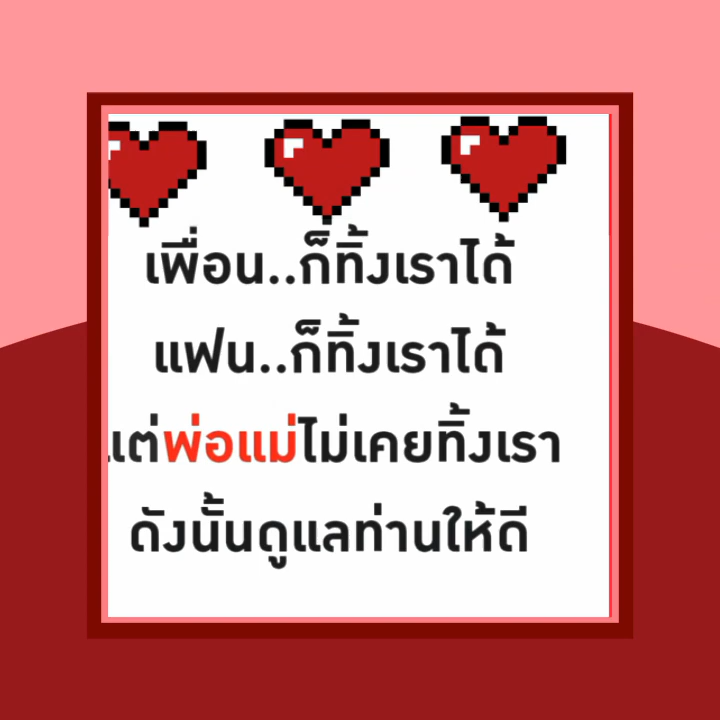 เพื่อน..ก็ทิ้งเราได้
แฟน..ก็ทิ้งเราได้
แต่พ่อแม่ไม่เคยทิ้งเรา
ดังนั้นดูแลท่านให้ดี